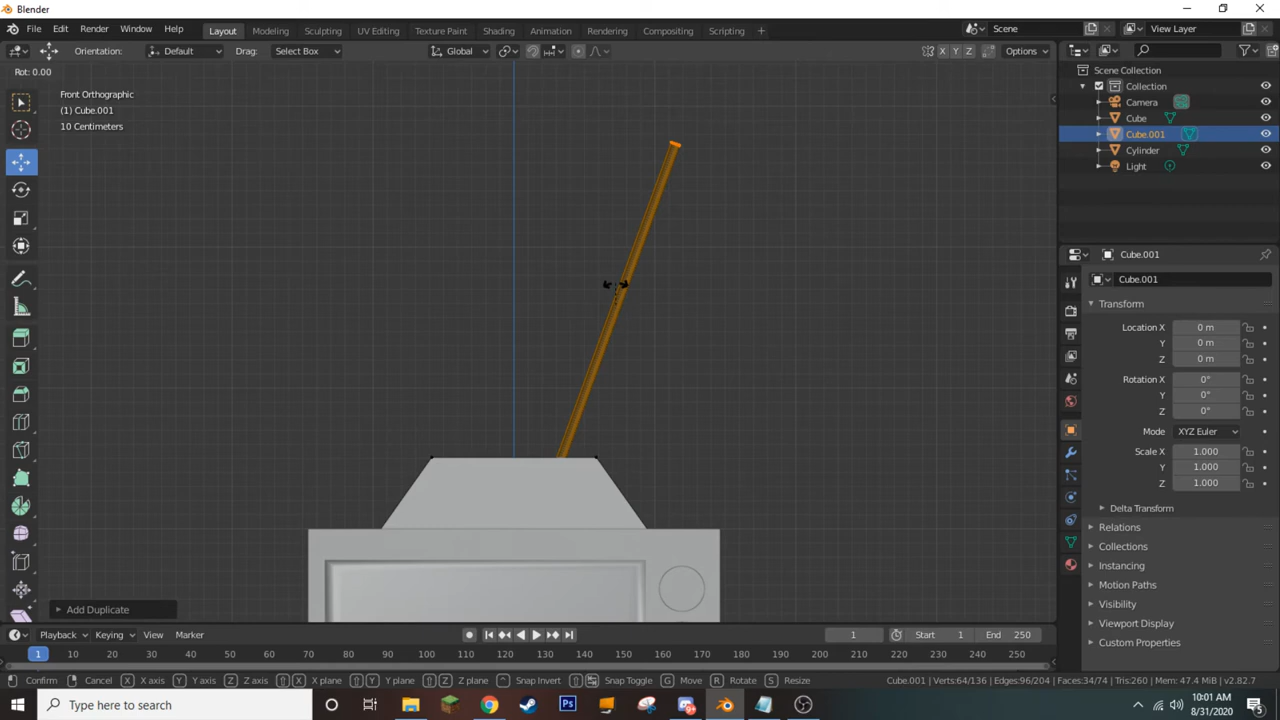 Blender
File Edit Render Window Help Layout Modeling Sculpting UV Editing Texture Paint Shading Animation Rendering Compositing Scripting Scene View Layer
Orientation: Default Drag: Select Box Global X Y Z Options
Rot: 0.00
Front Orthographic
(1) Cube.001
10 Centimeters
Scene Collection
Collection
Camera
Cube
Cube.001
Cylinder
Light
Cube.001
Cube.001
Transform
Location X 0 m
Y 0 m
Z 0 m
Rotation X 0°
Y 0°
Z 0°
Mode XYZ Euler
Scale X 1.000
Y 1.000
Z 1.000
Delta Transform
Relations
Collections
Instancing
Motion Paths
Visibility
Viewport Display
Custom Properties
Add Duplicate
Playback Keying View Marker 1 Start 1 End 250
1 10 20 30 40 50 60 70 80 90 100 110 120 130 140 150 160 170 180 190 200 210 220 230 240 250
Confirm Cancel X X axis Y Y axis Z Z axis X X plane Y Y plane Z Z plane Snap Invert Snap Toggle G Move R Rotate S Resize Cube.001 | Verts:64/136 | Edges:96/204 | Faces:34/74 | Tris:260 | Mem: 47.4 MiB | v2.82.7
Type here to search 10:01 AM
8/31/2020